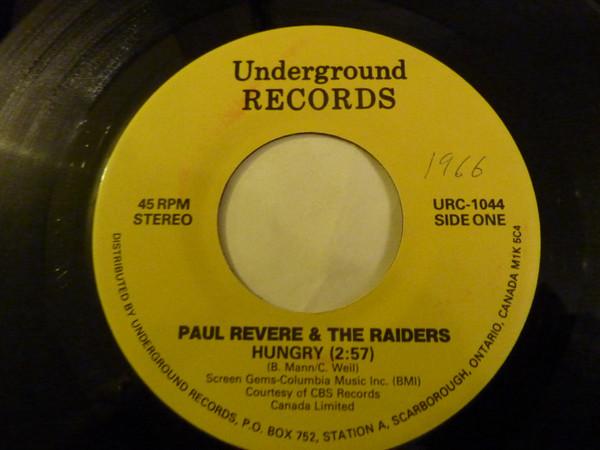 Underground
RECORDS
1966
45 RPM
STEREO
URC-1044
SIDE ONE
PAUL REVERE & THE RAIDERS
HUNGRY (2:57)
(B. Mann/C. Weil)
Screen Gems-Columbia Music Inc. (BMI)
Courtesy of CBS Records
Canada Limited
DISTRIBUTED BY UNDERGROUND RECORDS, P.O. BOX 752, STATION A, SCARBOROUGH, ONTARIO, CANADA M1K 5C4